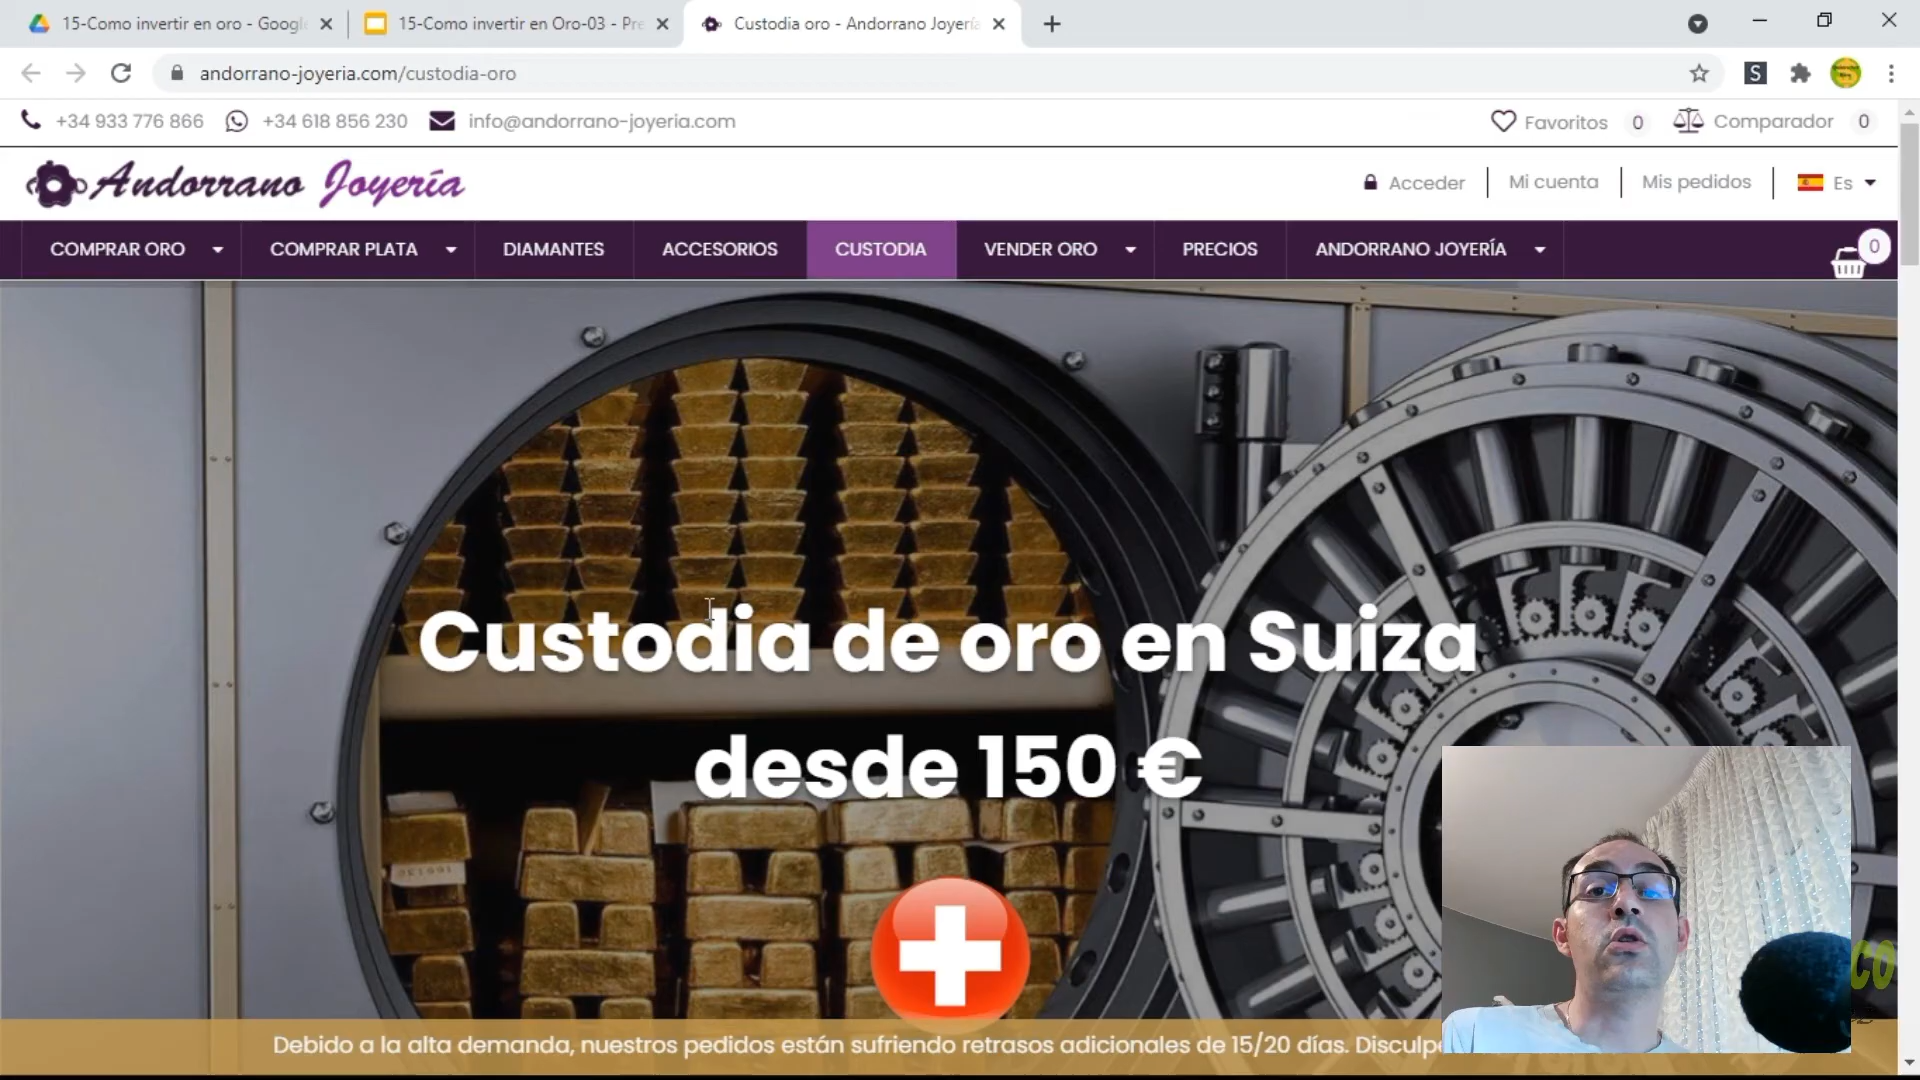 15-Como invertir en oro - Google
15-Como invertir en Oro-03 - Pre
Custodia oro - Andorrano Joyería
andorrano-joyeria.com/custodia-oro
S
+34 933 776 866
+34 618 856 230
info@andorrano-joyeria.com
Favoritos 0
Comparador 0
Andorrano Joyería
Acceder
Mi cuenta
Mis pedidos
Es
COMPRAR ORO
COMPRAR PLATA
DIAMANTES
ACCESORIOS
CUSTODIA
VENDER ORO
PRECIOS
ANDORRANO JOYERÍA
0
Custodia de oro en Suiza
desde 150 €
Debido a la alta demanda, nuestros pedidos están sufriendo retrasos adicionales de 15/20 días. Disculpe